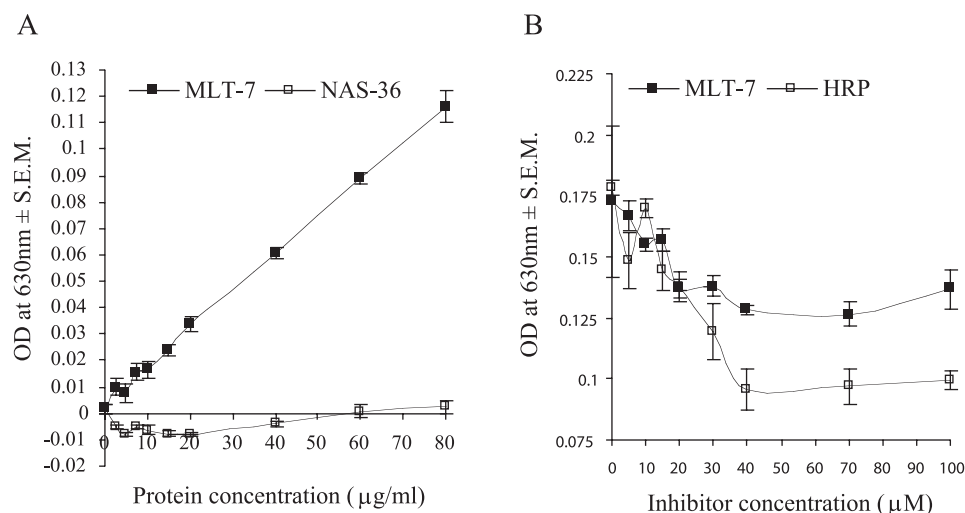 A
MLT-7 NAS-36
OD at 630nm ± S.E.M.
0.13
0.12
0.11
0.1
0.09
0.08
0.07
0.06
0.05
0.04
0.03
0.02
0.01
0
-0.01
-0.02
0 10 20 30 40 50 60 70 80
Protein concentration ( μg/ml)
B
MLT-7 HRP
OD at 630nm ± S.E.M.
0.225
0.2
0.175
0.15
0.125
0.1
0.075
0 10 20 30 40 50 60 70 80 90 100
Inhibitor concentration ( μM)